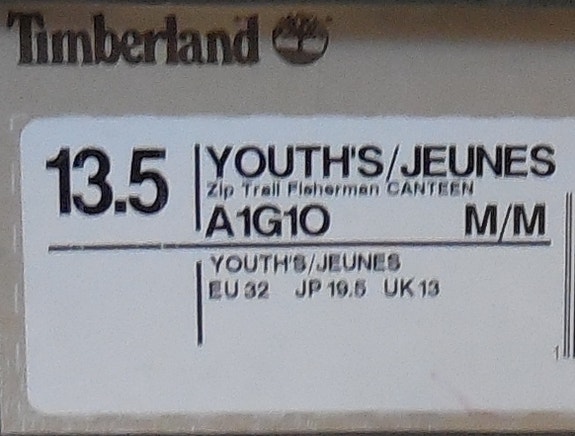 Timberland
13.5
YOUTH'S/JEUNES
Zip Trail Fisherman CANTEEN
A1G1O M/M
YOUTH'S/JEUNES
EU 32 JP 19.5 UK 13
1